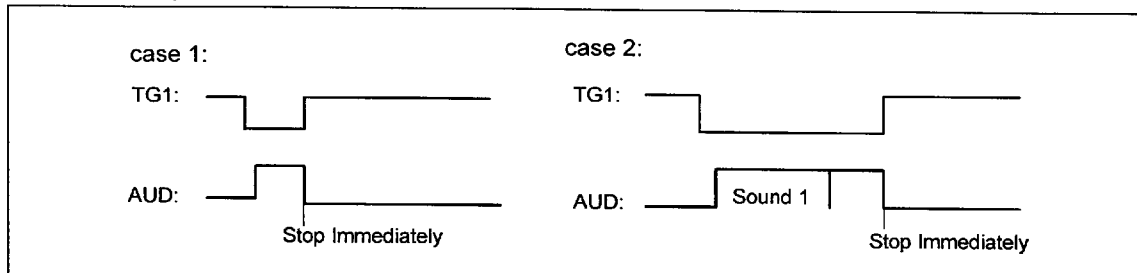 case 1:
TG1:
AUD:
Stop Immediately
case 2:
TG1:
AUD:
Sound 1
Stop Immediately